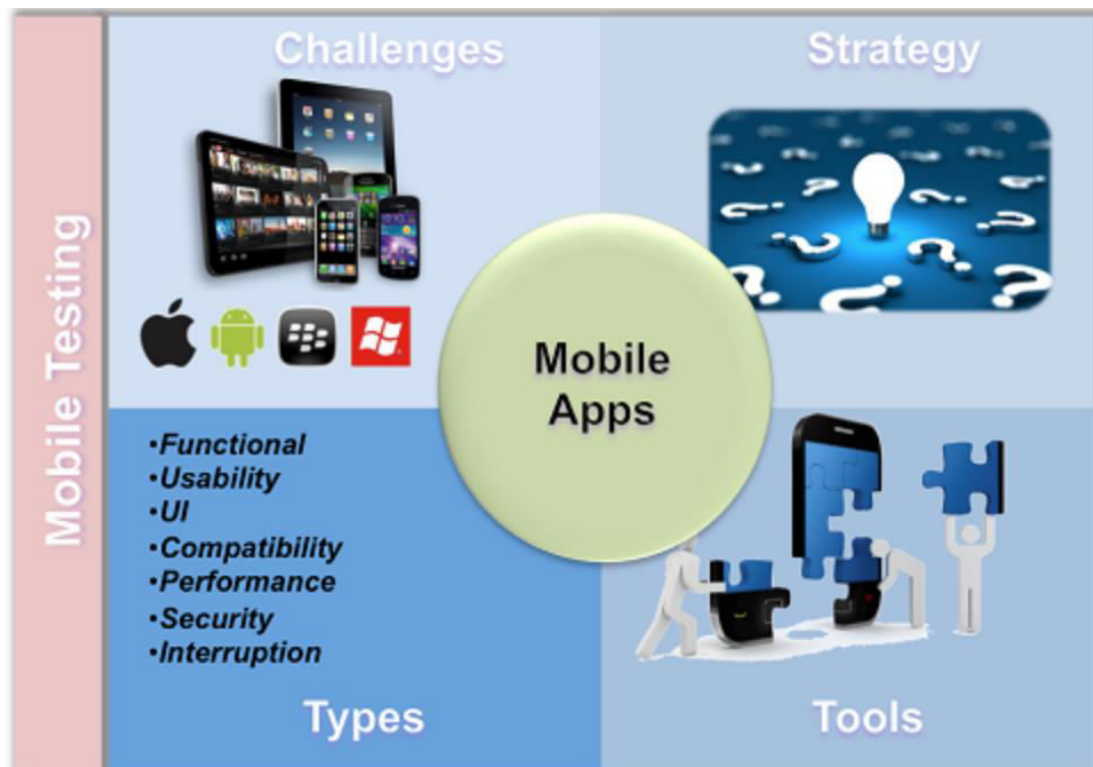 Mobile Testing
Challenges
Strategy
Mobile
Apps
•Functional
•Usability
•UI
•Compatibility
•Performance
•Security
•Interruption
Types
Tools